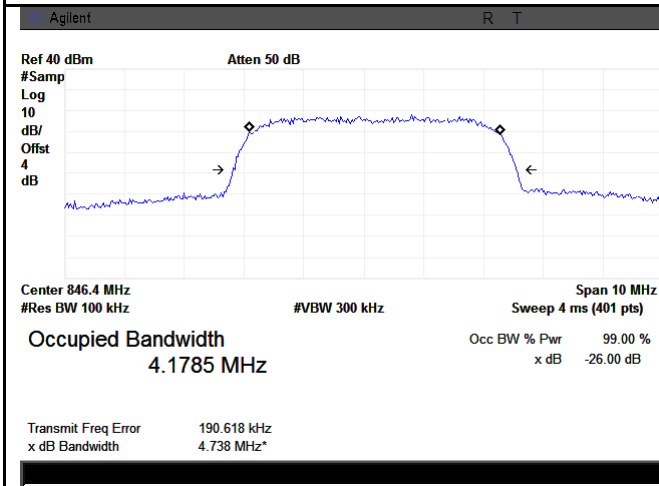 Agilent R T
Ref 40 dBm Atten 50 dB
#Samp
Log
10
dB/
Offst
4
dB
Center 846.4 MHz Span 10 MHz
#Res BW 100 kHz #VBW 300 kHz Sweep 4 ms (401 pts)
Occupied Bandwidth Occ BW % Pwr 99.00 %
4.1785 MHz x dB -26.00 dB
Transmit Freq Error 190.618 kHz
x dB Bandwidth 4.738 MHz*